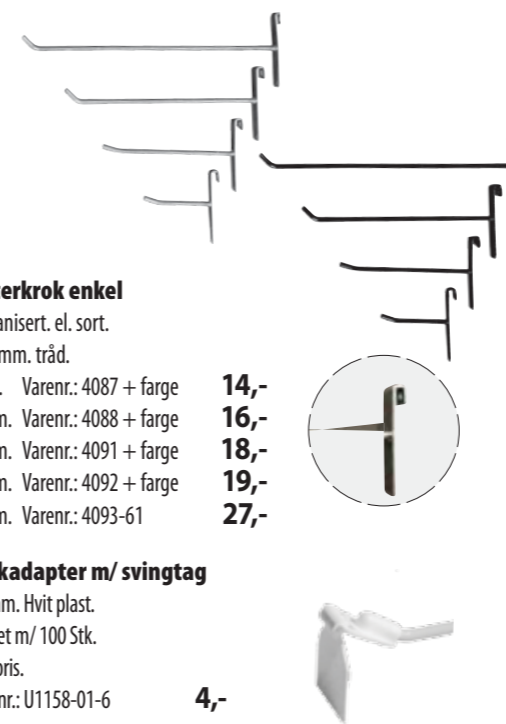 erkrok enkel
anisert. el. sort.
mm. tråd.
. Varenr.: 4087 + farge 14,-
m. Varenr.: 4088 + farge 16,-
m. Varenr.: 4091 + farge 18,-
m. Varenr.: 4092 + farge 19,-
m. Varenr.: 4093-61 27,-
kadapter m/ svingtag
m. Hvit plast.
et m/ 100 Stk.
pris.
nr.: U1158-01-6 4,-